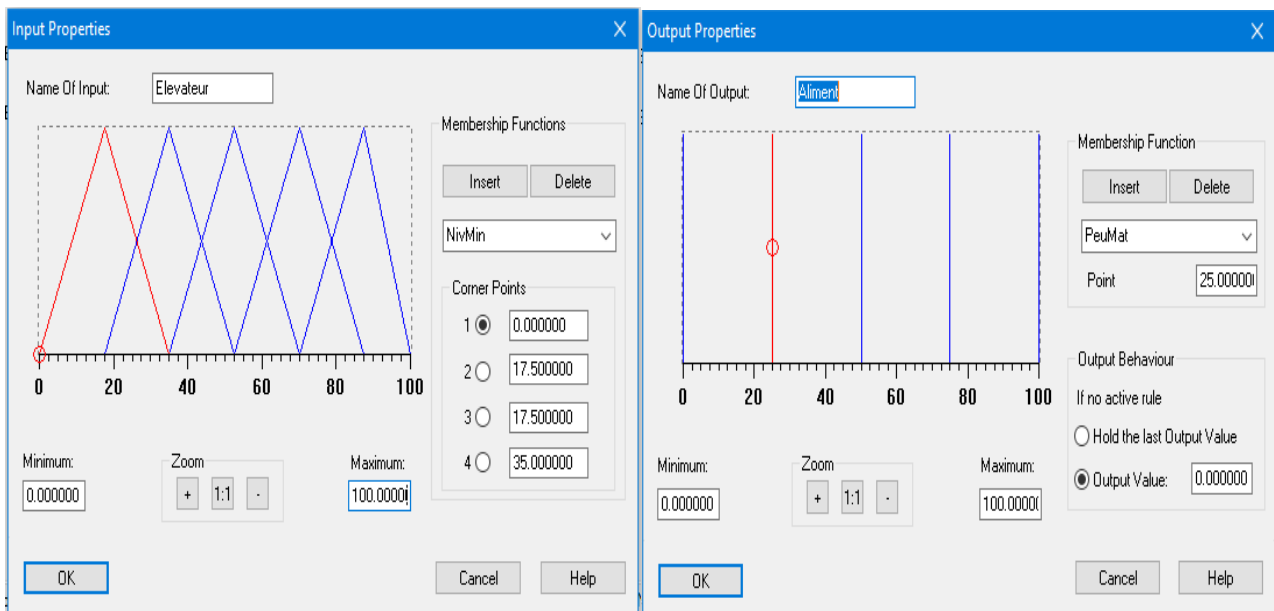 Input Properties
X
Name Of Input:
Elevateur
0
20
40
60
80
100
Membership Functions
Insert
Delete
NivMin
Corner Points
1
0.000000
2
17.500000
3
17.500000
4
35.000000
Minimum:
0.000000
Zoom
+
1:1
-
Maximum:
100.0000
OK
Cancel
Help
Output Properties
X
Name Of Output:
Aliment
0
20
40
60
80
100
Membership Function
Insert
Delete
PeuMat
Point
25.00000
Output Behaviour
If no active rule
Hold the last Output Value
Output Value:
0.000000
Minimum:
0.000000
Zoom
+
1:1
-
Maximum:
100.0000
OK
Cancel
Help